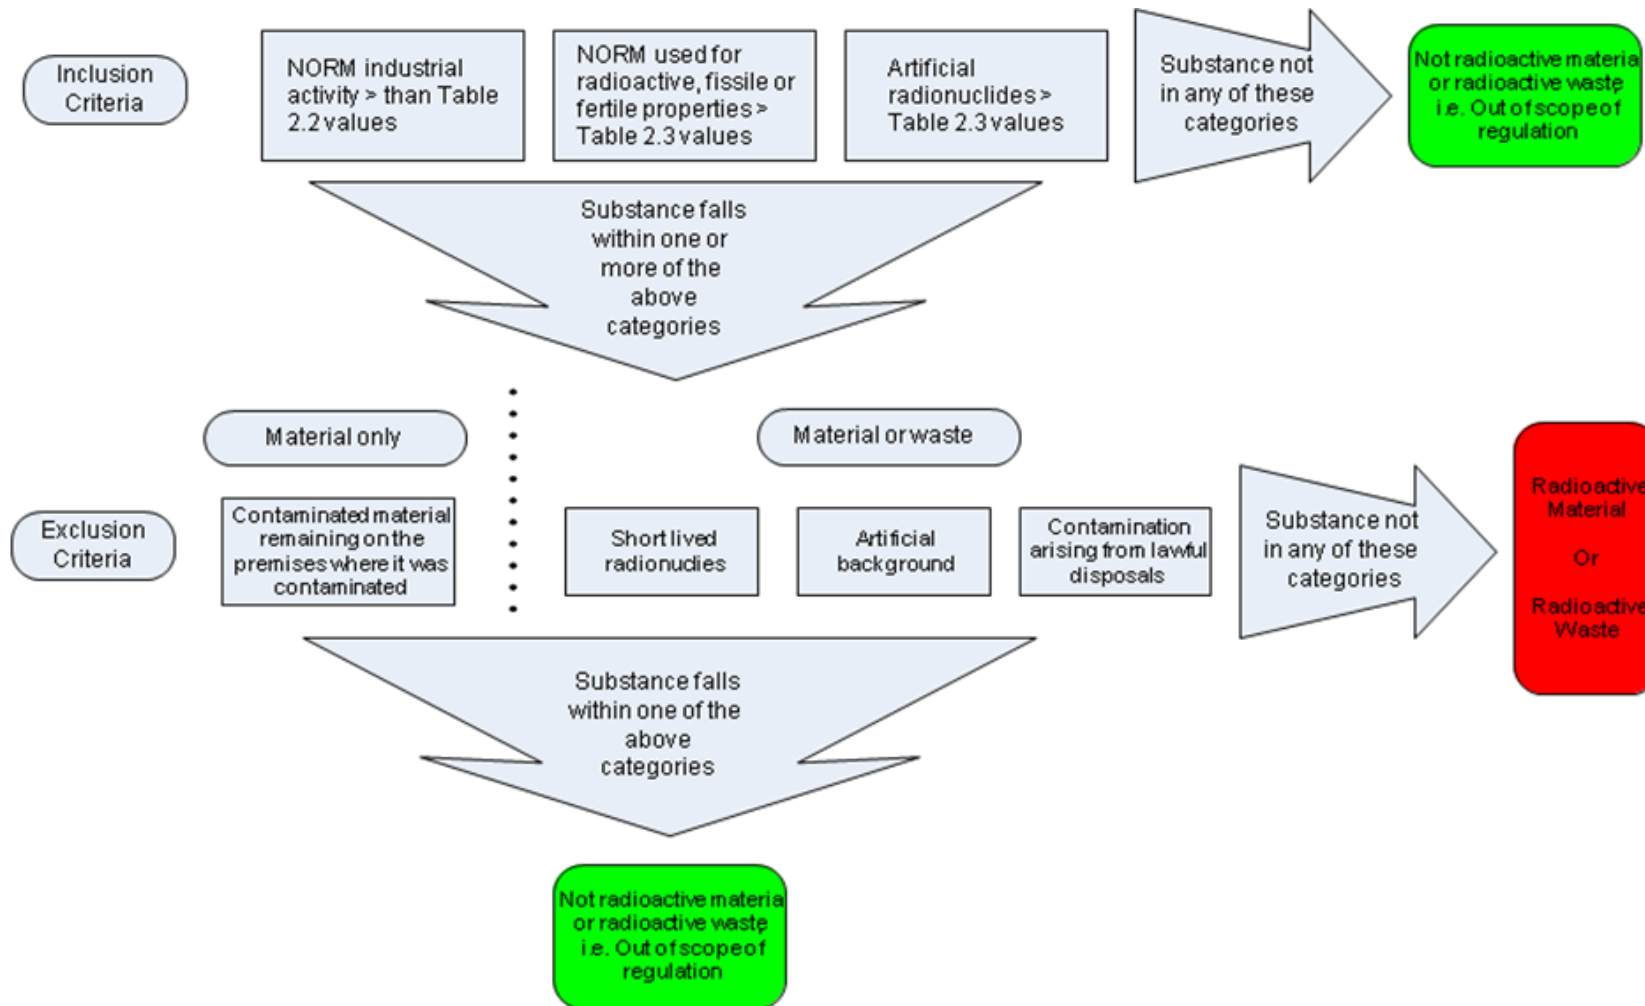 Inclusion
Criteria
NORM industrial
activity > than Table
2.2 values
NORM used for
radioactive, fissile or
fertile properties >
Table 2.3 values
Artificial
radionuclides >
Table 2.3 values
Substance not
in any of these
categories
Not radioactive materia
or radioactive waste,
i.e. Out of scope of
regulation
Substance falls
within one or
more of the
above
categories
Material only
Material or waste
Exclusion
Criteria
Contaminated material
remaining on the
premises where it was
contaminated
Short lived
radionuclies
Artificial
background
Contamination
arising from lawful
disposals
Substance not
in any of these
categories
Radioactive
Material
Or
Radioactive
Waste
Substance falls
within one of the
above
categories
Not radioactive materia
or radioactive waste,
i.e. Out of scope of
regulation